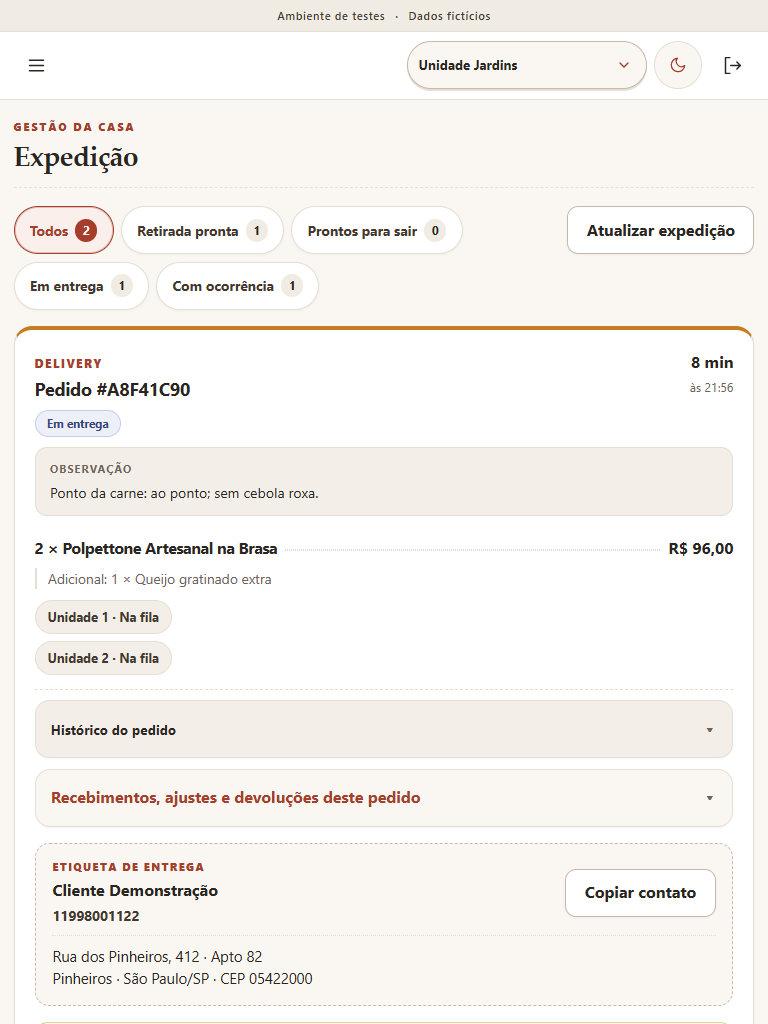 Ambiente de testes · Dados fictícios
Unidade Jardins
GESTÃO DA CASA
Expedição
Todos 2
Retirada pronta 1
Prontos para sair 0
Atualizar expedição
Em entrega 1
Com ocorrência 1
DELIVERY
8 min
Pedido #A8F41C90
às 21:56
Em entrega
OBSERVAÇÃO
Ponto da carne: ao ponto; sem cebola roxa.
2 × Polpettone Artesanal na Brasa R$ 96,00
Adicional: 1 × Queijo gratinado extra
Unidade 1 · Na fila
Unidade 2 · Na fila
Histórico do pedido
Recebimentos, ajustes e devoluções deste pedido
ETIQUETA DE ENTREGA
Cliente Demonstração
Copiar contato
11998001122
Rua dos Pinheiros, 412 · Apto 82
Pinheiros · São Paulo/SP · CEP 05422000